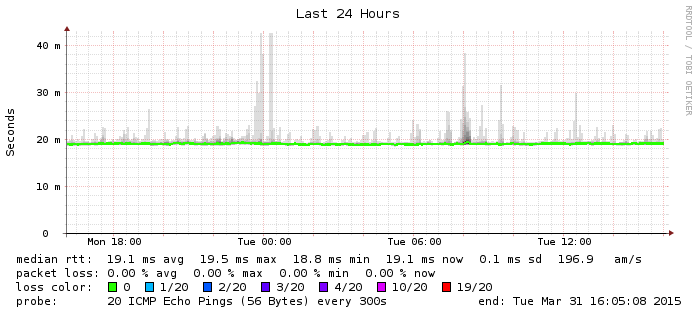 Last 24 Hours
RRDTOOL / TOBI OETIKER
Seconds
40 m
30 m
20 m
10 m
0
Mon 18:00 Tue 00:00 Tue 06:00 Tue 12:00
median rtt: 19.1 ms avg 19.5 ms max 18.8 ms min 19.1 ms now 0.1 ms sd 196.9 am/s
packet loss: 0.00 % avg 0.00 % max 0.00 % min 0.00 % now
loss color: 0 1/20 2/20 3/20 4/20 10/20 19/20
probe: 20 ICMP Echo Pings (56 Bytes) every 300s end: Tue Mar 31 16:05:08 2015